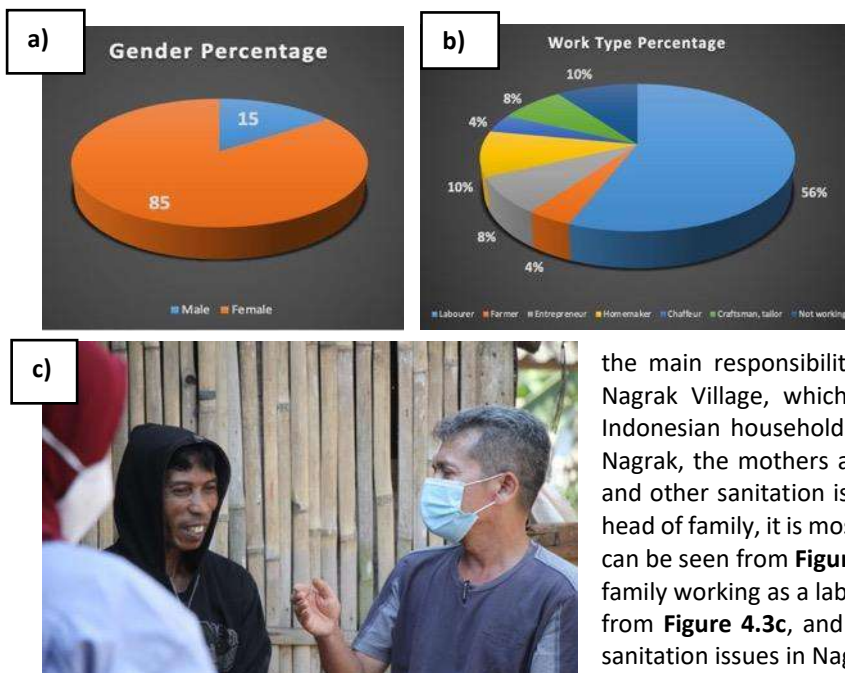 a)
Gender Percentage
15
85
Male Female
b)
Work Type Percentage
10%
8%
4%
10%
8%
4%
56%
Labourer Farmer Entrepreneur Homemaker Chaffeur Craftsman, tailor Not working
c)
the main responsibilit
Nagrak Village, which
Indonesian household
Nagrak, the mothers a
and other sanitation is
head of family, it is mos
can be seen from Figur
family working as a lab
from Figure 4.3c, and
sanitation issues in Nag